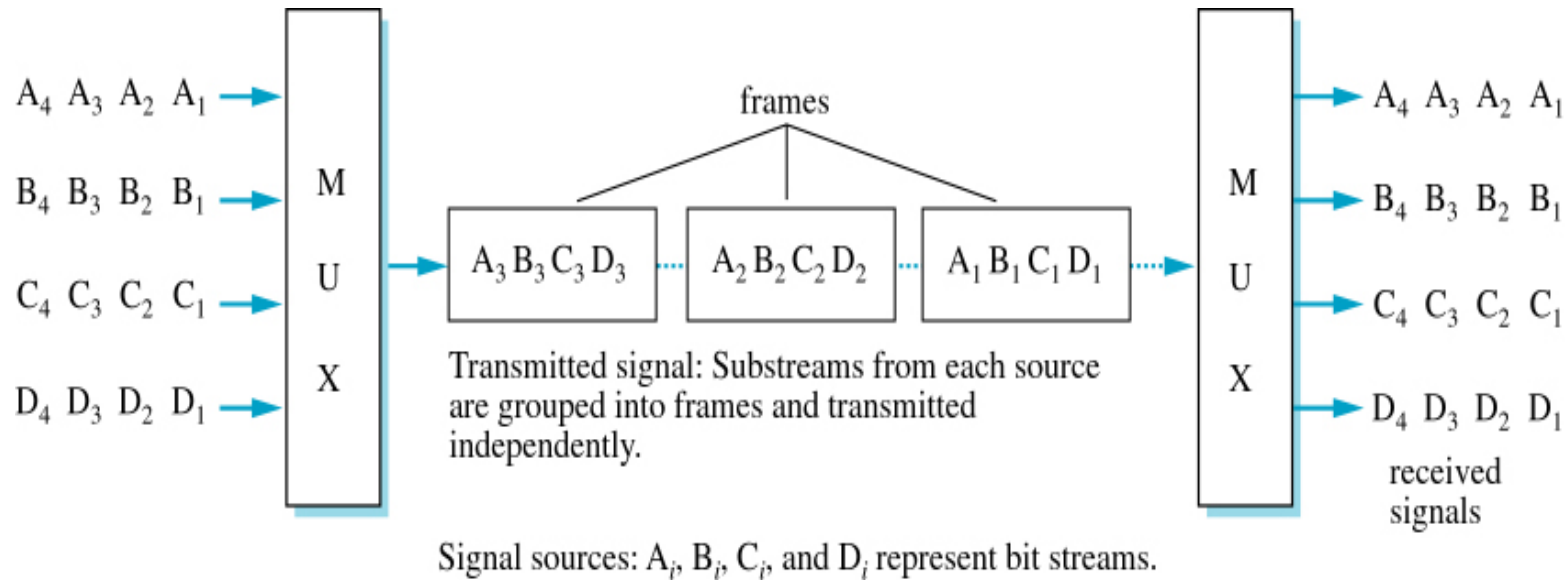 frames
A₄ A₃ A₂ A₁
B₄ B₃ B₂ B₁
C₄ C₃ C₂ C₁
D₄ D₃ D₂ D₁
M
U
X
A₃ B₃ C₃ D₃
A₂ B₂ C₂ D₂
A₁ B₁ C₁ D₁
Transmitted signal: Substreams from each source
are grouped into frames and transmitted
independently.
M
U
X
A₄ A₃ A₂ A₁
B₄ B₃ B₂ B₁
C₄ C₃ C₂ C₁
D₄ D₃ D₂ D₁
received
signals
Signal sources: Aᵢ, Bᵢ, Cᵢ, and Dᵢ represent bit streams.